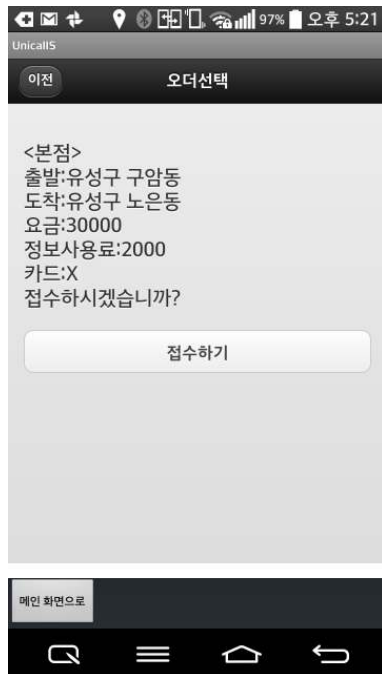 97% 오후 5:21
UnicallS
이전 오더선택
<본점>
출발:유성구 구암동
도착:유성구 노은동
요금:30000
정보사용료:2000
카드:X
접수하시겠습니까?
접수하기
메인 화면으로